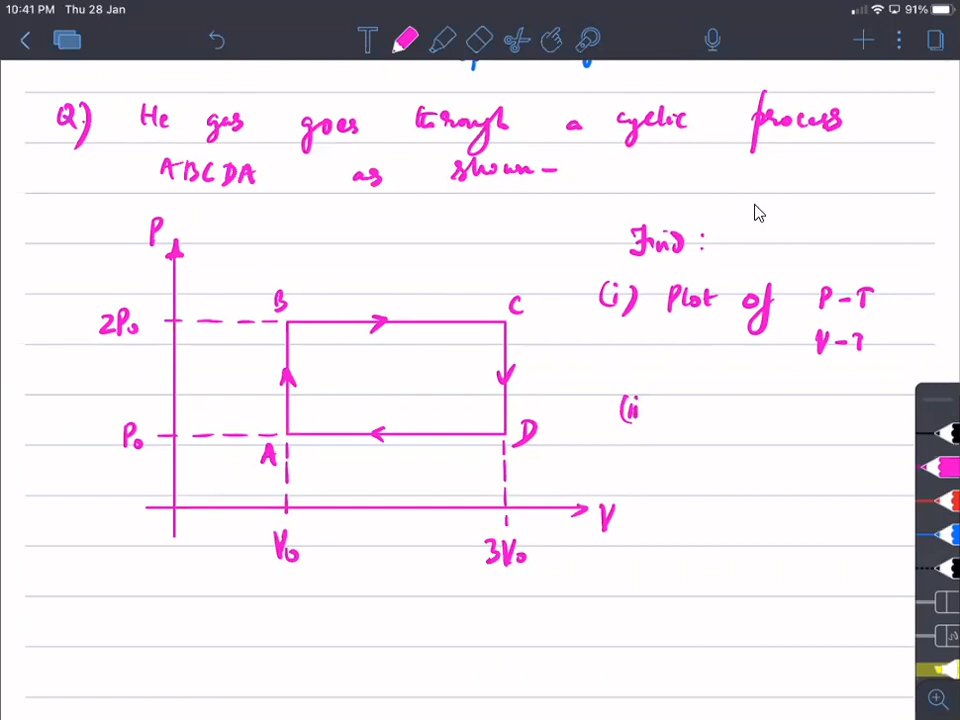 10:41 PM Thu 28 Jan
91%
Q) He gas goes through a cyclic process
ABCDA as shown-
P
Find:
B
C
(i) Plot of P-T
2P₀
V-T
(ii
P₀
D
A
V
V₀
3V₀